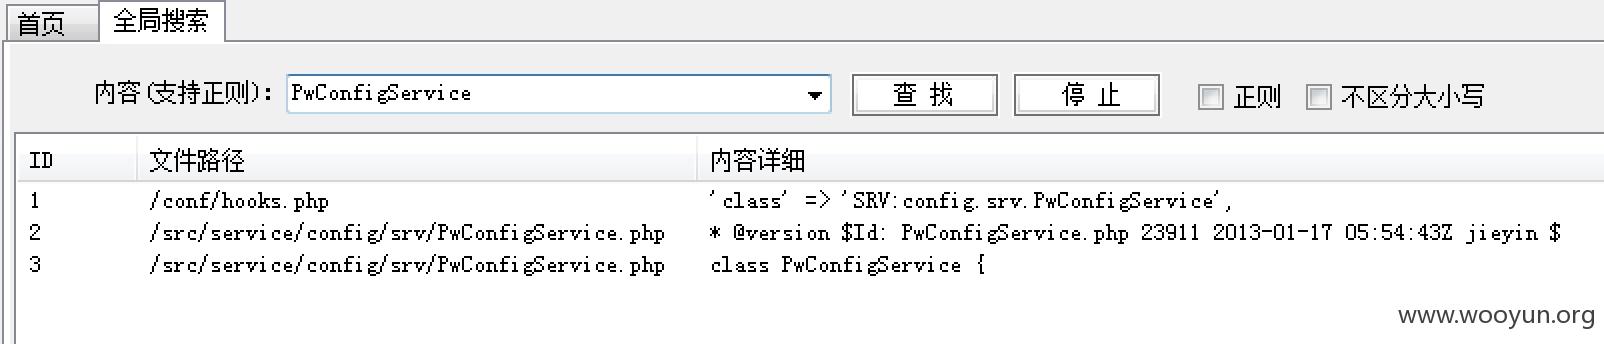 首页 全局搜索
内容(支持正则): PwConfigService 查 找 停 止 正则 不区分大小写
ID 文件路径 内容详细
1 /conf/hooks.php 'class' => 'SRV:config.srv.PwConfigService',
2 /src/service/config/srv/PwConfigService.php * @version $Id: PwConfigService.php 23911 2013-01-17 05:54:43Z jieyin $
3 /src/service/config/srv/PwConfigService.php class PwConfigService {
www.wooyun.org